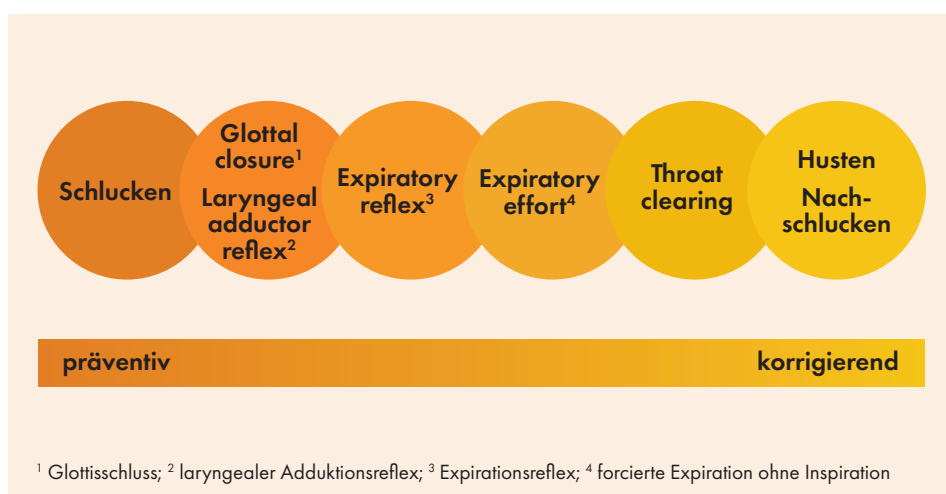 Schlucken
Glottal
closure¹
Laryngeal
adductor
reflex²
Expiratory
reflex³
Expiratory
effort⁴
Throat
clearing
Husten
Nach-
schlucken
präventiv
korrigierend
¹ Glottisschluss; ² laryngealer Adduktionsreflex; ³ Expirationsreflex; ⁴ forcierte Expiration ohne Inspiration